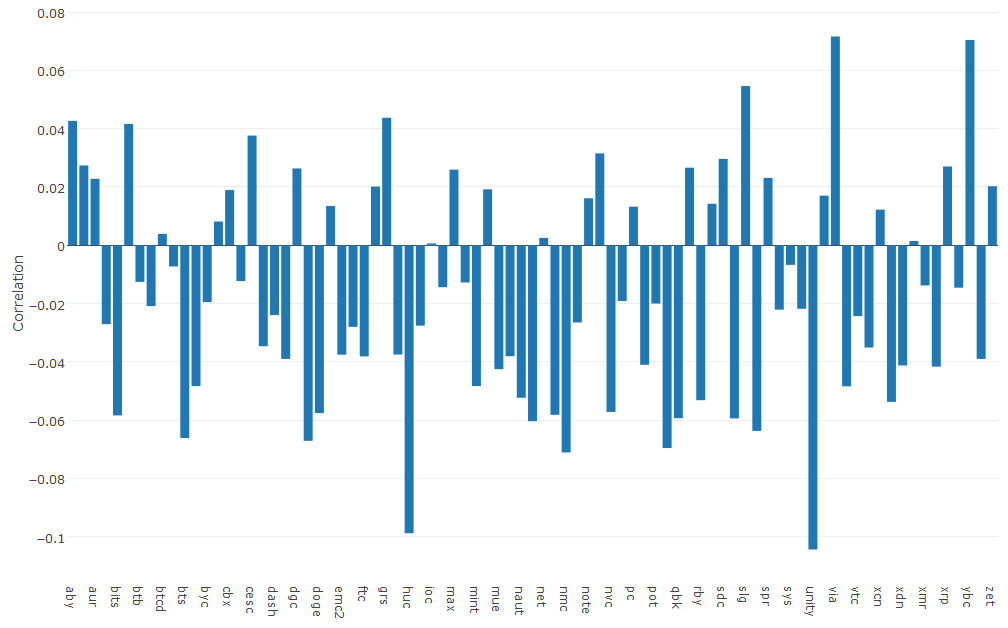 0.08
0.06
0.04
0.02
0
−0.02
−0.04
−0.06
−0.08
−0.1
Correlation
aby
aur
bits
btb
btcd
bts
byc
cbx
cesc
dash
dgc
doge
emc2
ftc
grs
huc
ioc
max
mint
mue
naut
net
nmc
note
nvc
pc
pot
qbk
rby
sdc
slg
spr
sys
unity
via
vtc
xcn
xdn
xmr
xrp
ybc
zet